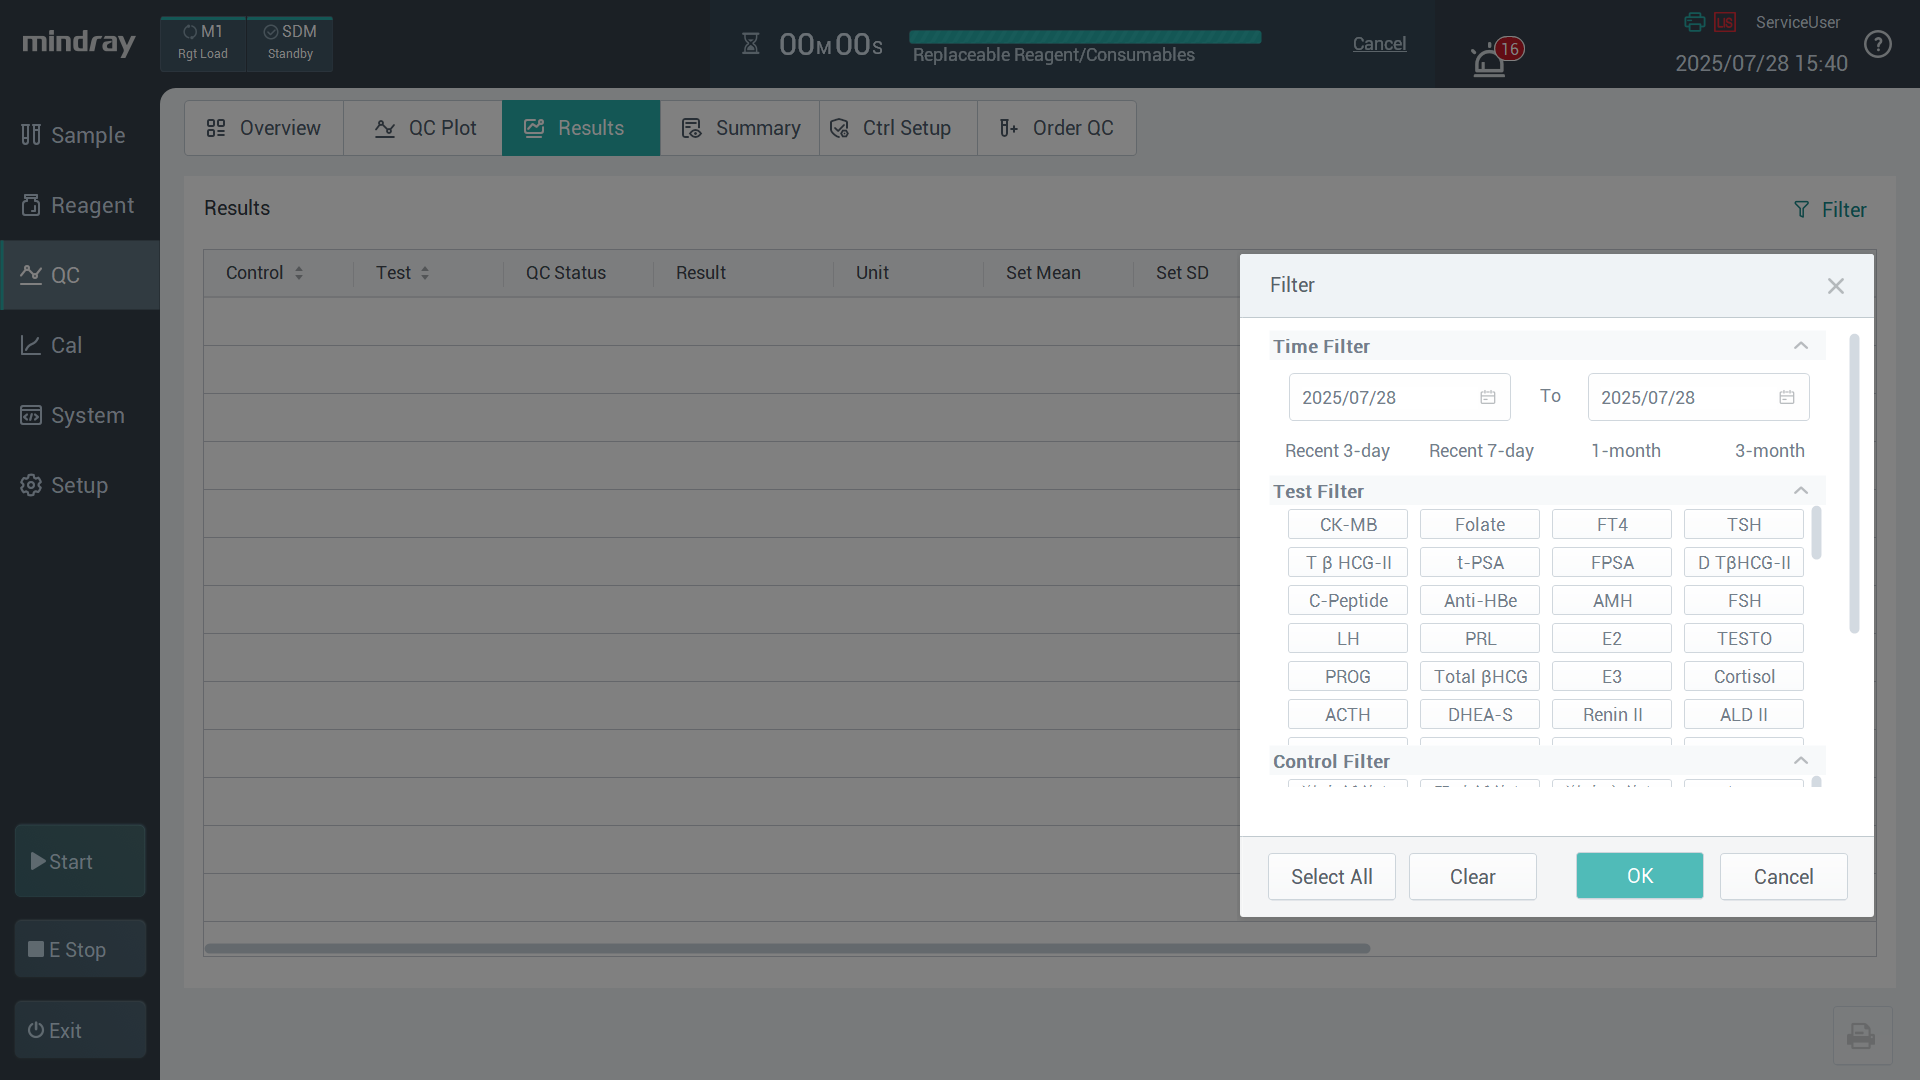 mindray
M1
Rgt Load
SDM
Standby
00M00S
Replaceable Reagent/Consumables
Cancel
16
LIS
ServiceUser
2025/07/28 15:40
?
Sample
Reagent
QC
Cal
System
Setup
Start
E Stop
Exit
Overview
QC Plot
Results
Summary
Ctrl Setup
Order QC
Results
Filter
Control
Test
QC Status
Result
Unit
Set Mean
Set SD
Filter
Time Filter
2025/07/28
To
2025/07/28
Recent 3-day
Recent 7-day
1-month
3-month
Test Filter
CK-MB
Folate
FT4
TSH
T β HCG-II
t-PSA
FPSA
D TβHCG-II
C-Peptide
Anti-HBe
AMH
FSH
LH
PRL
E2
TESTO
PROG
Total βHCG
E3
Cortisol
ACTH
DHEA-S
Renin II
ALD II
Control Filter
Select All
Clear
OK
Cancel